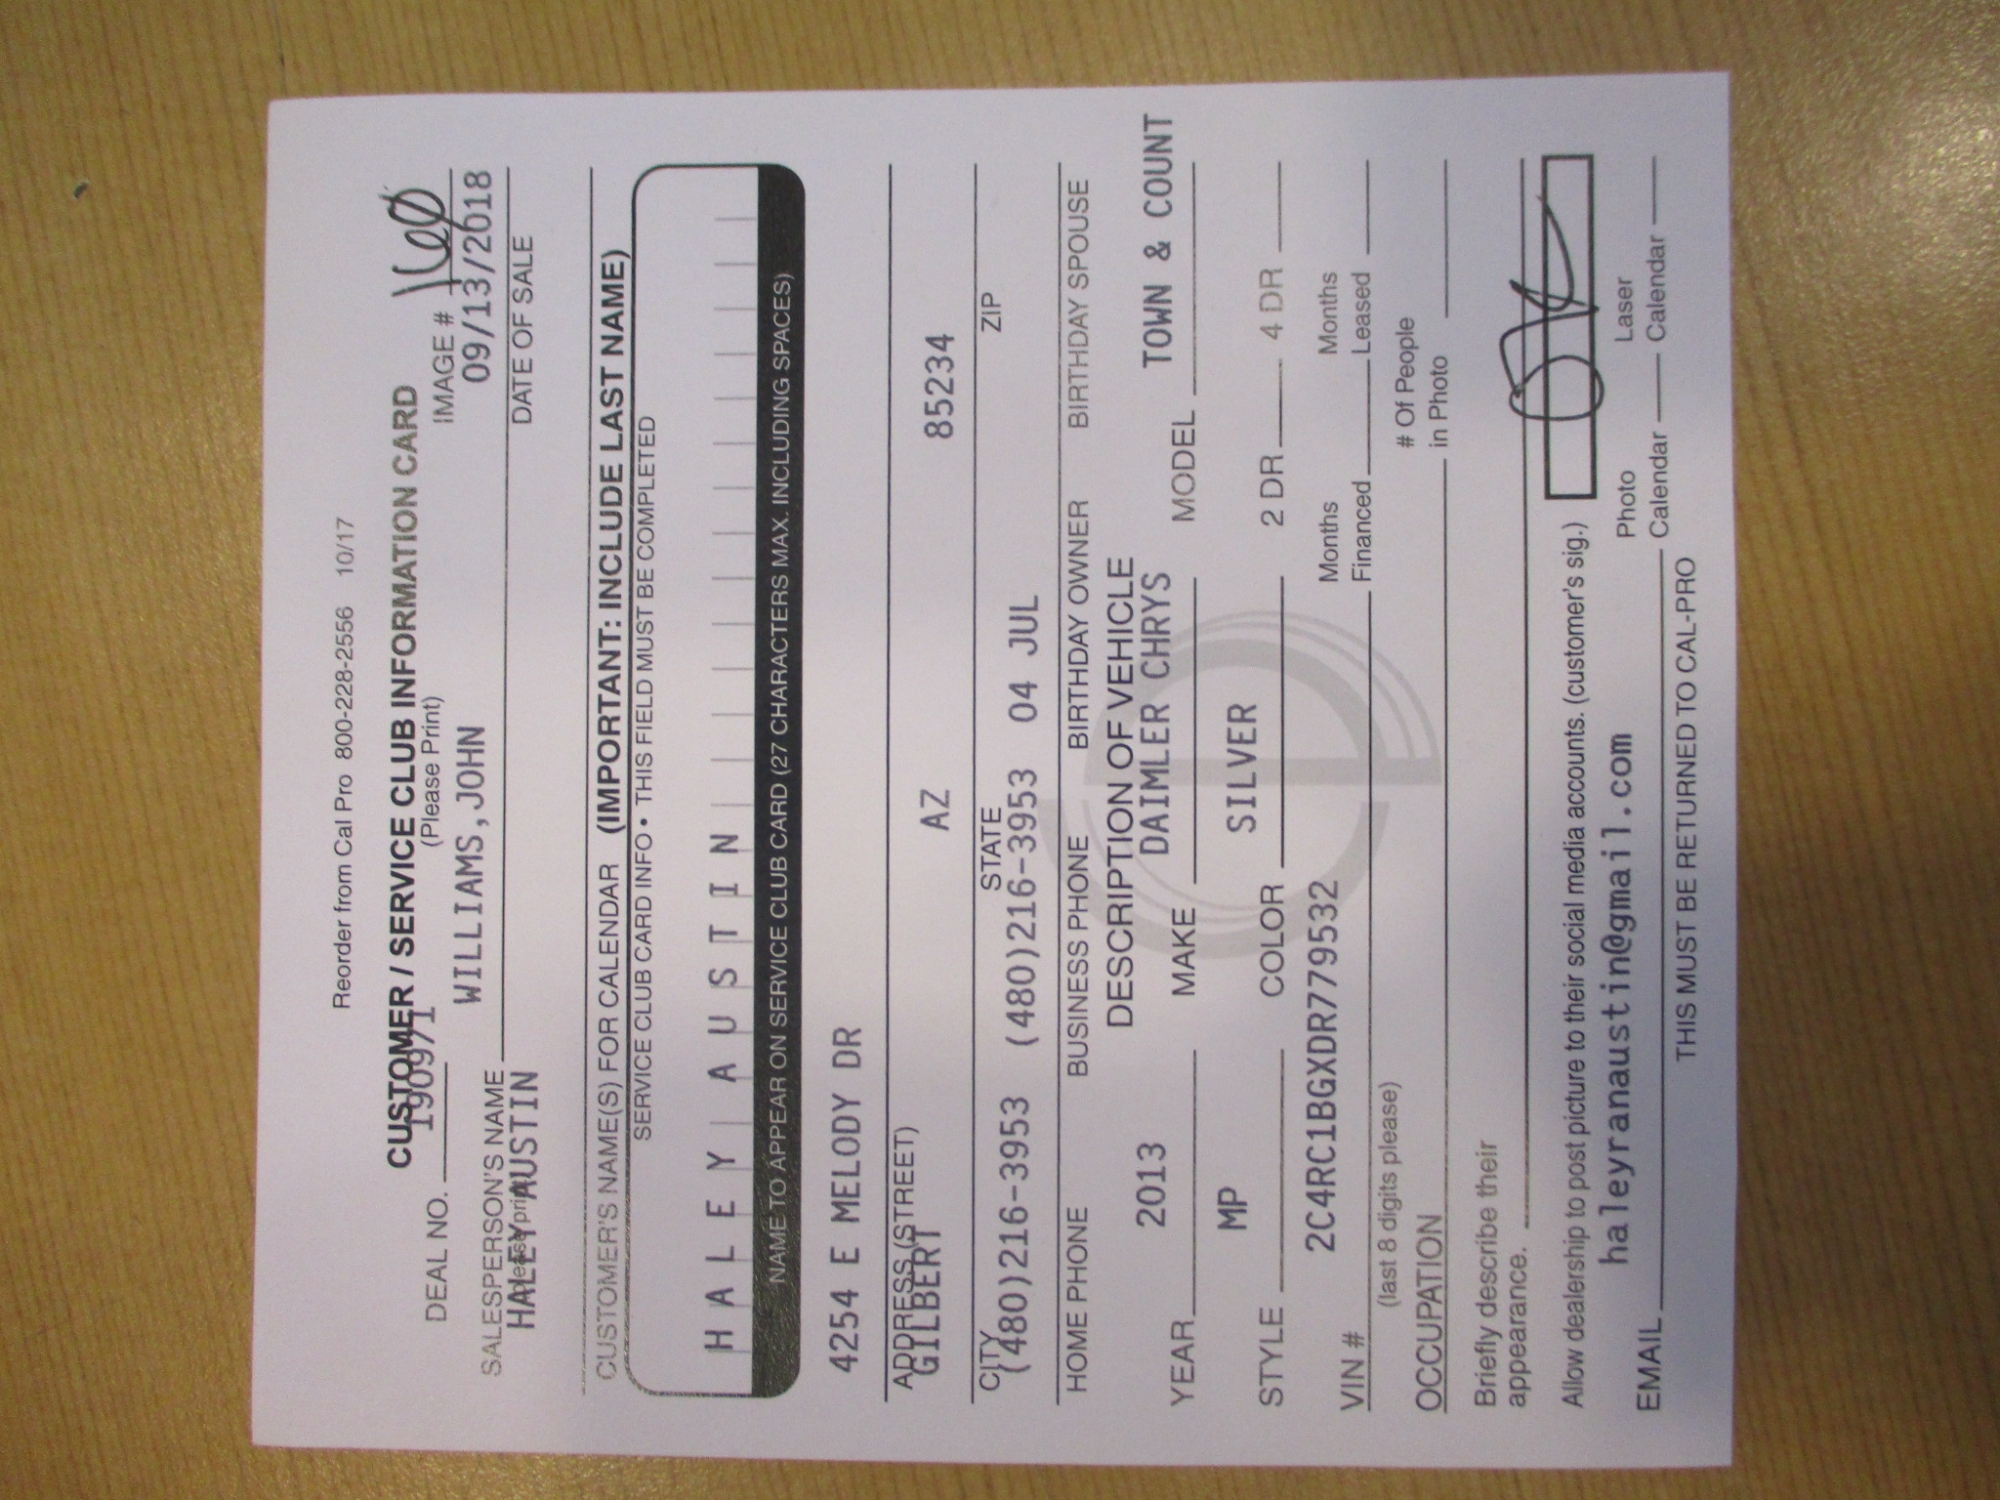 Reorder from Cal Pro 800-228-2556 10/17
CUSTOMER / SERVICE CLUB INFORMATION CARD
(Please Print)
DEAL NO. 190971 IMAGE # 160
WILLIAMS,JOHN 09/13/2018
SALESPERSON'S NAME DATE OF SALE
(please print)
HALEY AUSTIN
CUSTOMER'S NAME(S) FOR CALENDAR (IMPORTANT: INCLUDE LAST NAME)
SERVICE CLUB CARD INFO • THIS FIELD MUST BE COMPLETED
HALEY AUSTIN
NAME TO APPEAR ON SERVICE CLUB CARD (27 CHARACTERS MAX. INCLUDING SPACES)
4254 E MELODY DR
ADDRESS (STREET)
GILBERT AZ 85234
CITY STATE ZIP
(480)216-3953 (480)216-3953 04 JUL
HOME PHONE BUSINESS PHONE BIRTHDAY OWNER BIRTHDAY SPOUSE
DESCRIPTION OF VEHICLE
YEAR 2013 MAKE DAIMLER CHRYS MODEL TOWN & COUNT
STYLE MP COLOR SILVER 2 DR 4 DR
VIN # 2C4RC1BGXDR779532 Months Financed Months Leased
(last 8 digits please)
OCCUPATION # Of People in Photo
Briefly describe their
appearance.
Allow dealership to post picture to their social media accounts. (customer's sig.)
EMAIL haleyranaustin@gmail.com Photo Calendar Laser Calendar
THIS MUST BE RETURNED TO CAL-PRO